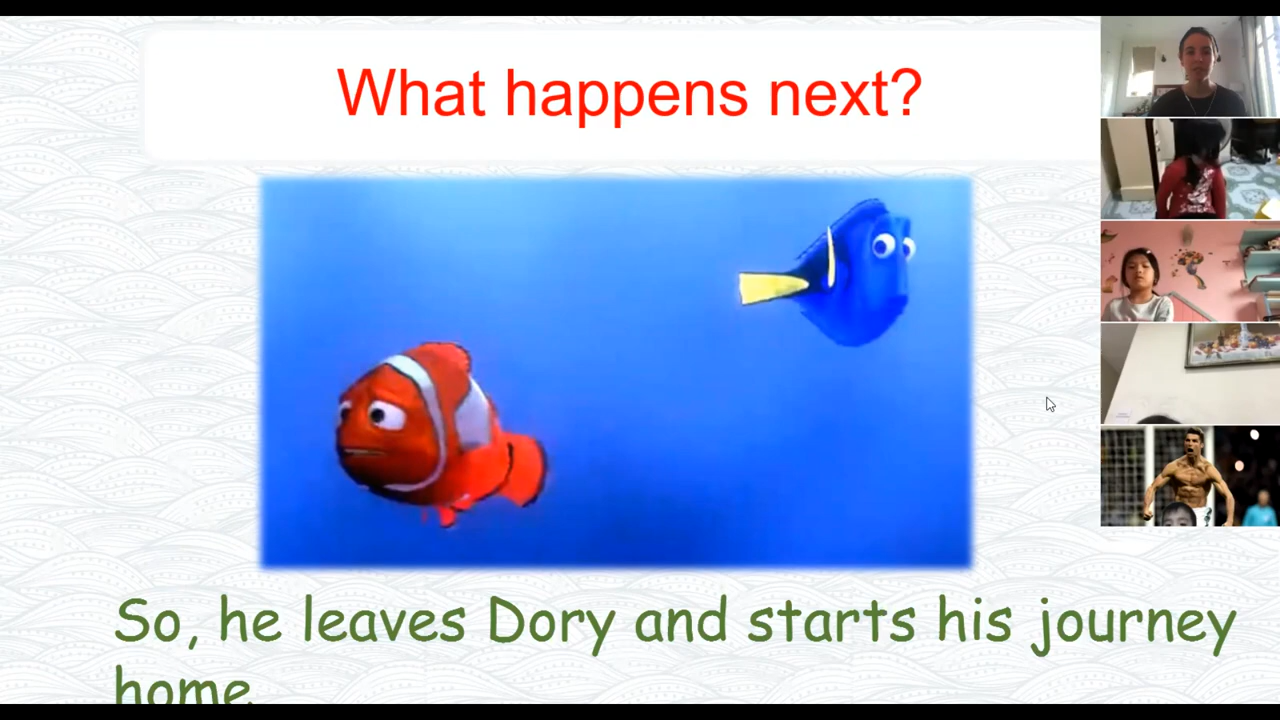 What happens next?
So, he leaves Dory and starts his journey
home.